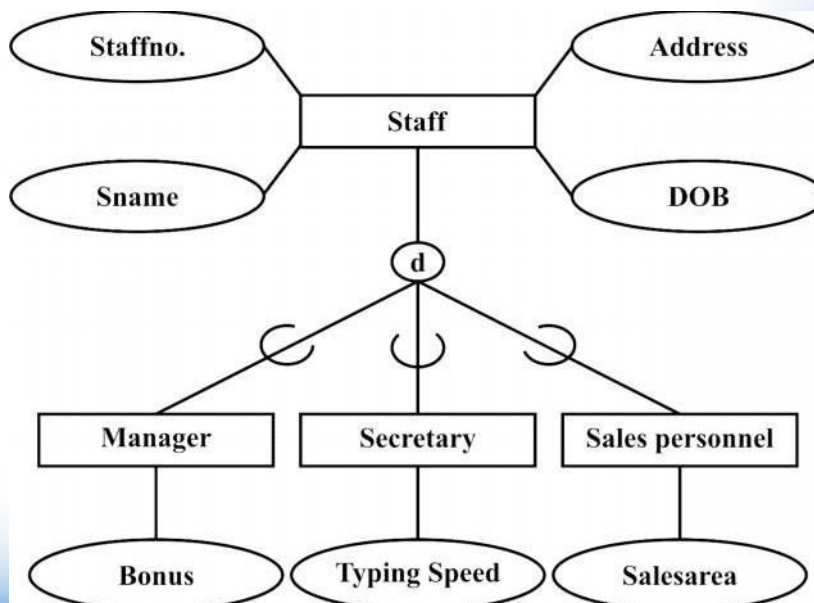 Staffno.
Address
Staff
Sname
DOB
d
Manager
Secretary
Sales personnel
Bonus
Typing Speed
Salesarea